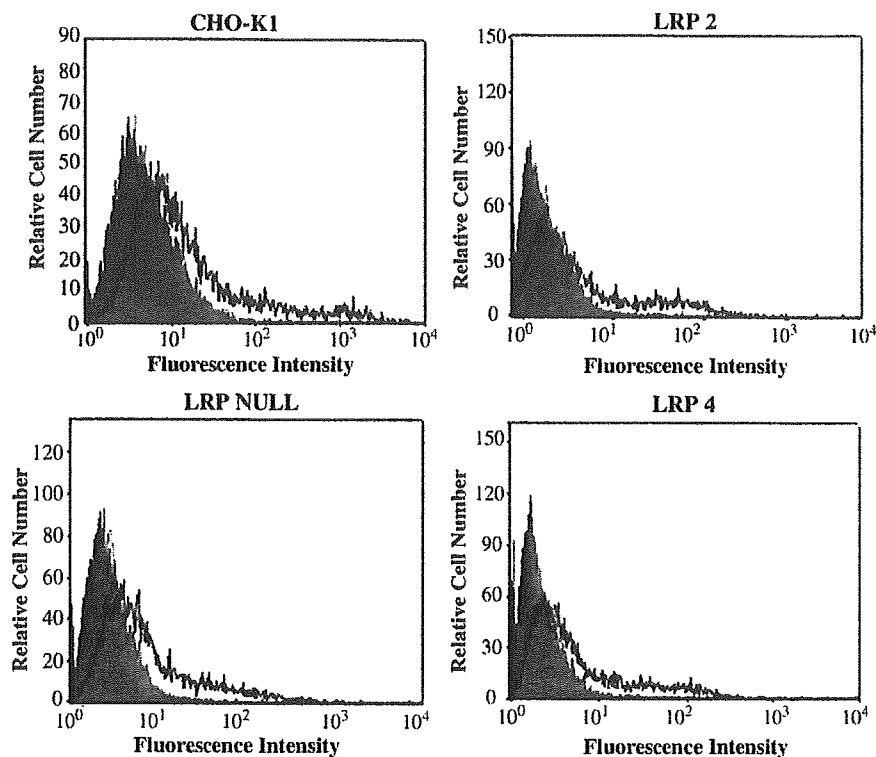 CHO-K1
90
80
70
60
50
40
30
20
10
0
Relative Cell Number
10^0 10^1 10^2 10^3 10^4
Fluorescence Intensity
LRP 2
150
120
90
60
30
0
Relative Cell Number
10^0 10^1 10^2 10^3 10^4
Fluorescence Intensity
LRP NULL
120
100
80
60
40
20
0
Relative Cell Number
10^0 10^1 10^2 10^3 10^4
Fluorescence Intensity
LRP 4
150
120
90
60
30
0
Relative Cell Number
10^0 10^1 10^2 10^3 10^4
Fluorescence Intensity